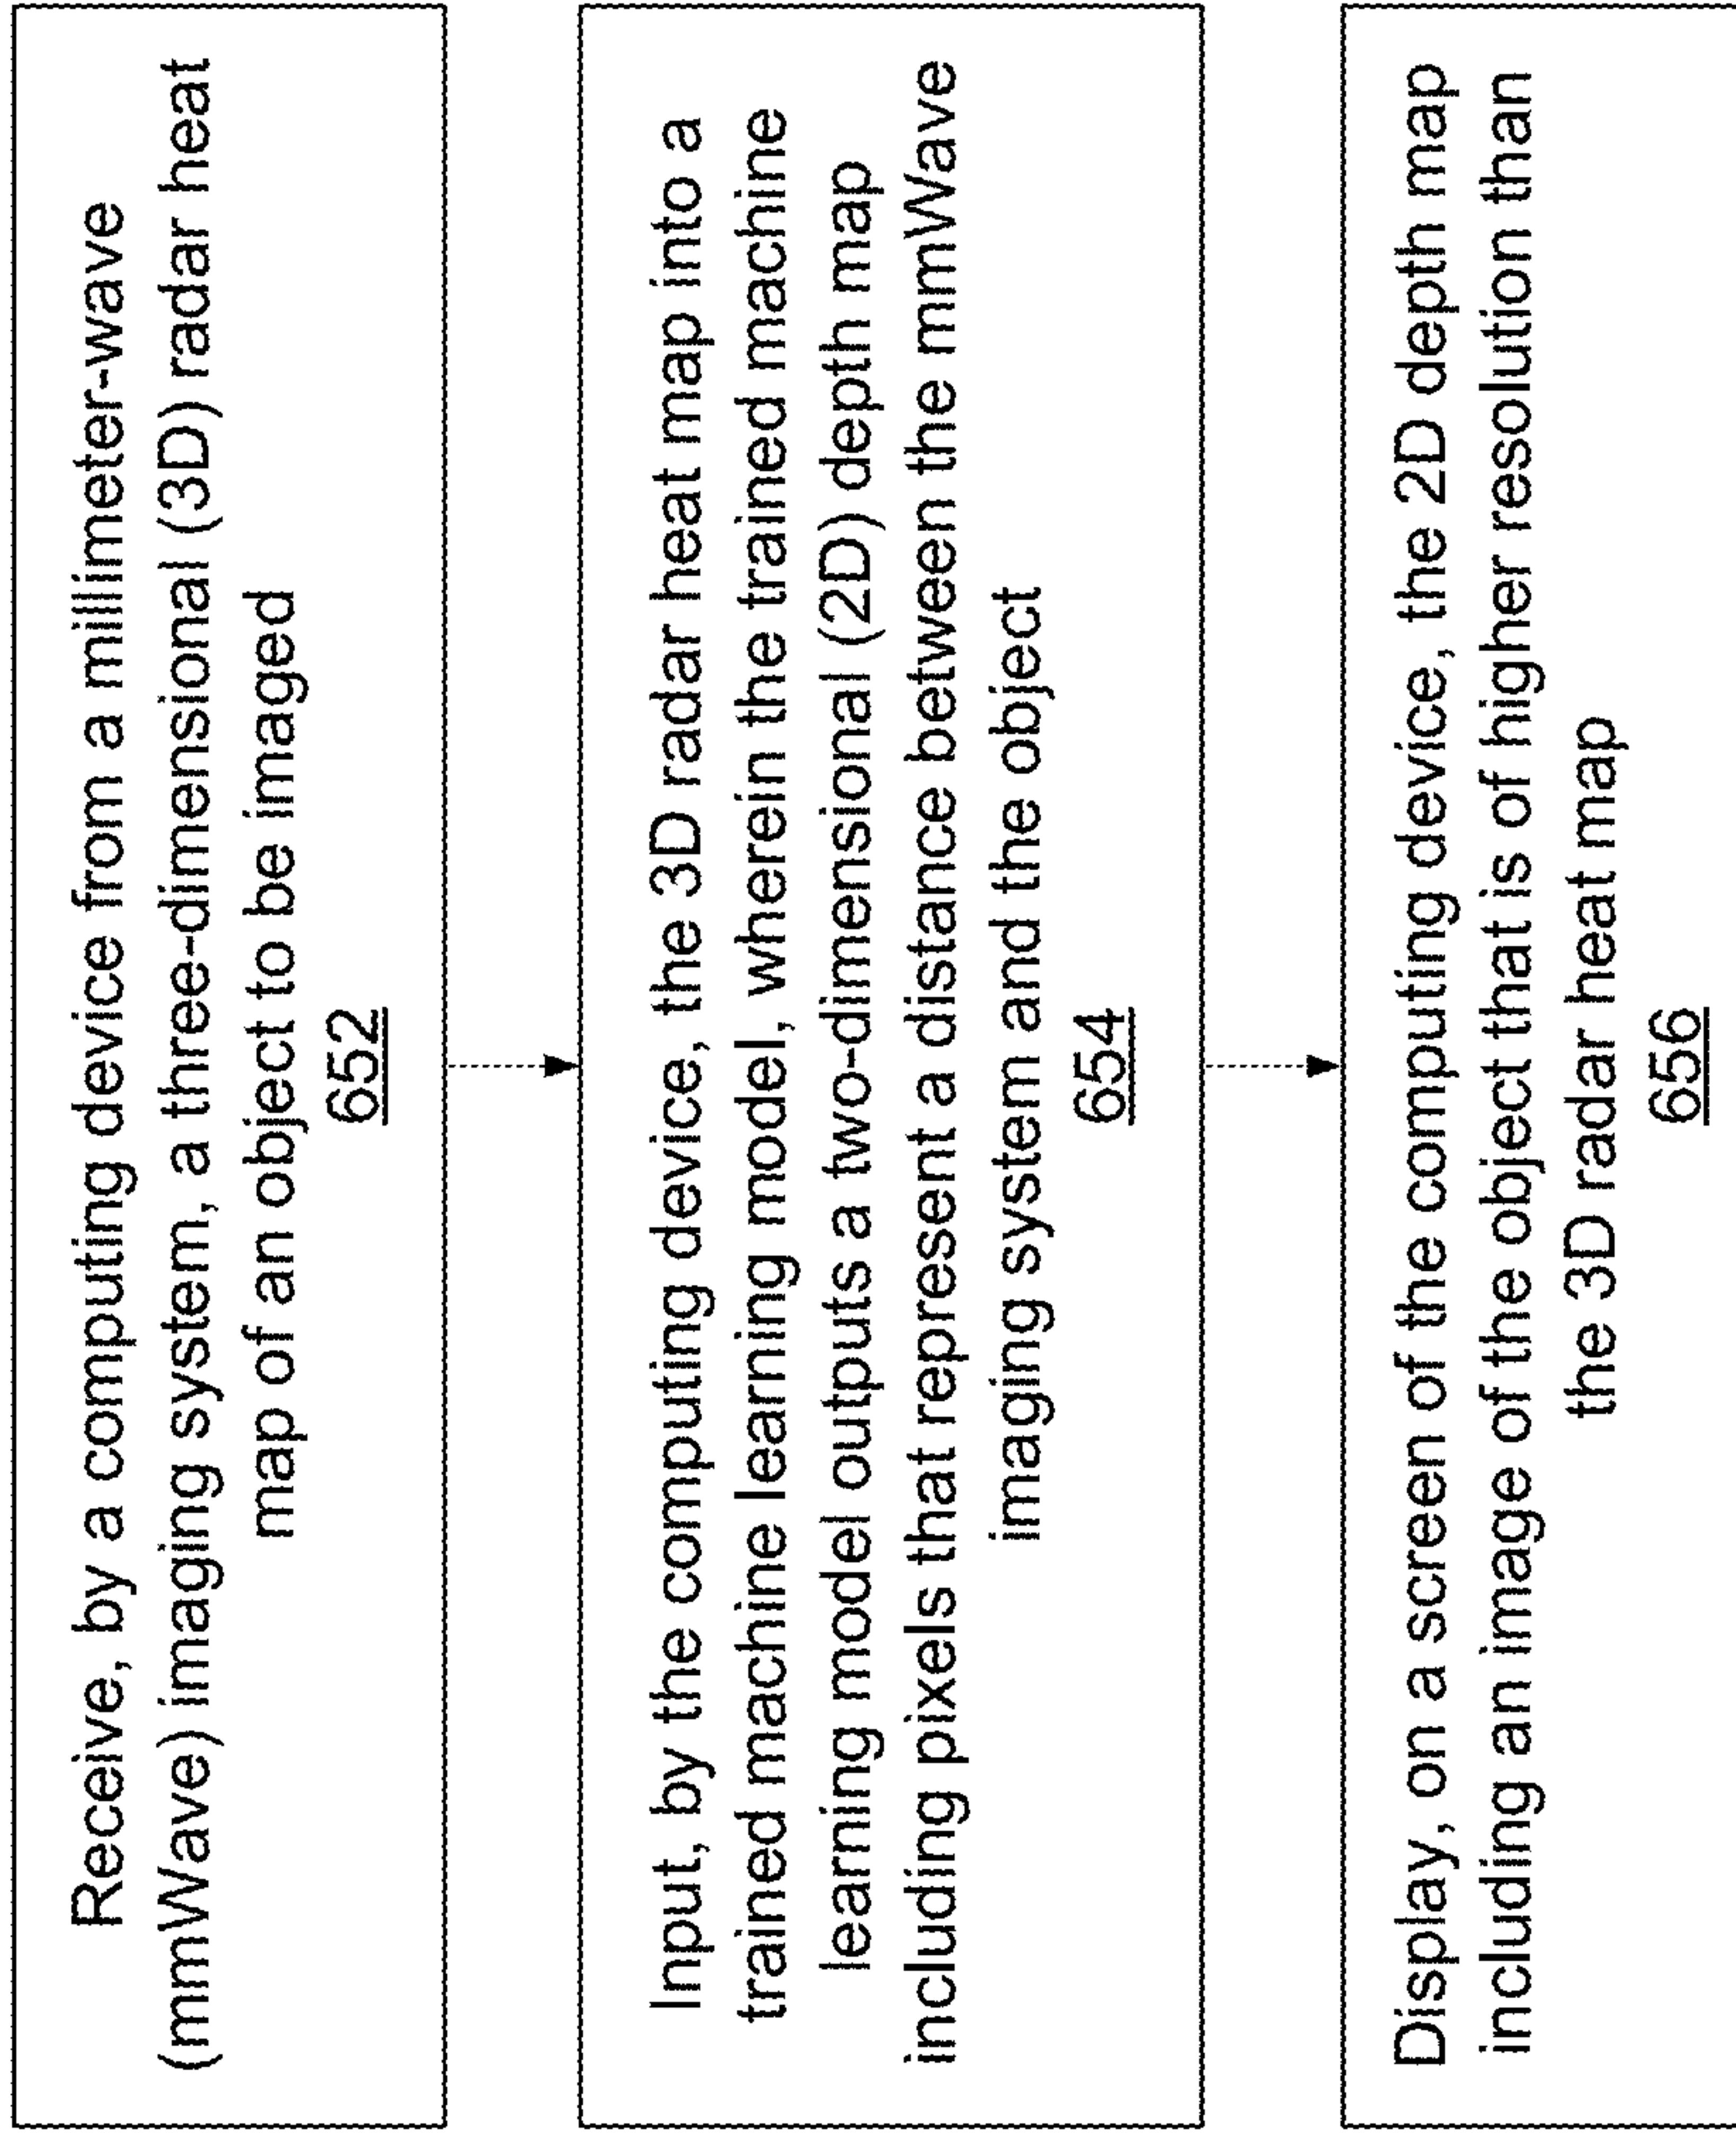 Receive, by a computing device from a millimeter-wave
(mmWave) imaging system, a three-dimensional (3D) radar heat
map of an object to be imaged
652
Input, by the computing device, the 3D radar heat map into a
trained machine learning model, wherein the trained machine
learning model outputs a two-dimensional (2D) depth map
including pixels that represent a distance between the mmWave
imaging system and the object
654
Display, on a screen of the computing device, the 2D depth map
including an image of the object that is of higher resolution than
the 3D radar heat map
656